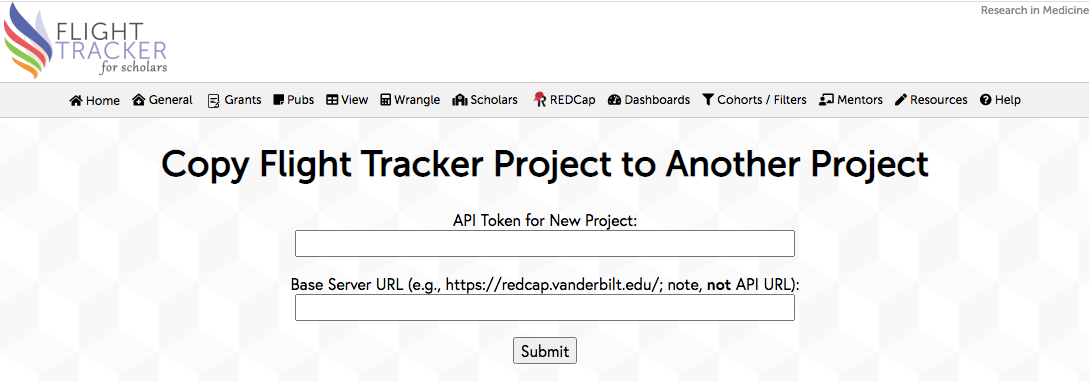 Research in Medicine
FLIGHT
TRACKER
for scholars
Home General Grants Pubs View Wrangle Scholars REDCap Dashboards Cohorts / Filters Mentors Resources Help
Copy Flight Tracker Project to Another Project
API Token for New Project:
Base Server URL (e.g., https://redcap.vanderbilt.edu/; note, not API URL):
Submit